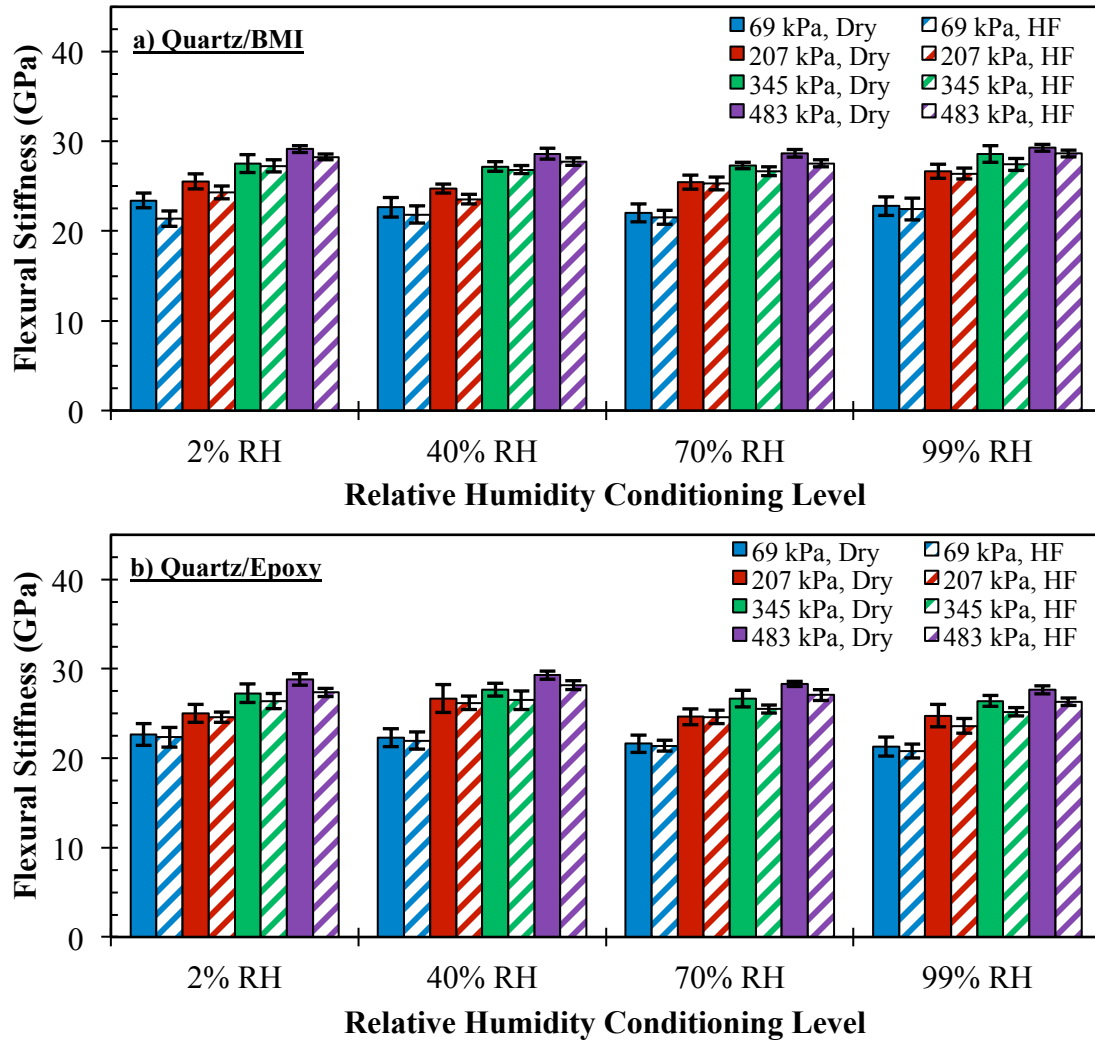 a) Quartz/BMI
69 kPa, Dry 69 kPa, HF
207 kPa, Dry 207 kPa, HF
345 kPa, Dry 345 kPa, HF
483 kPa, Dry 483 kPa, HF
Flexural Stiffness (GPa)
40
30
20
10
0
2% RH 40% RH 70% RH 99% RH
Relative Humidity Conditioning Level
b) Quartz/Epoxy
69 kPa, Dry 69 kPa, HF
207 kPa, Dry 207 kPa, HF
345 kPa, Dry 345 kPa, HF
483 kPa, Dry 483 kPa, HF
Flexural Stiffness (GPa)
40
30
20
10
0
2% RH 40% RH 70% RH 99% RH
Relative Humidity Conditioning Level